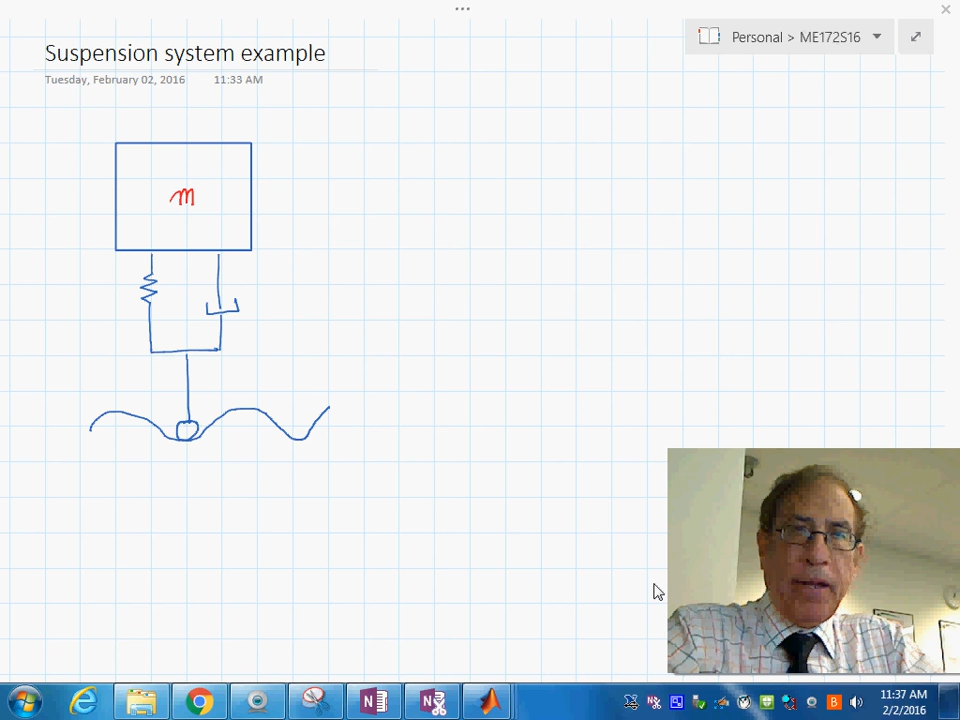 Suspension system example
Personal > ME172S16
Tuesday, February 02, 2016 11:33 AM
m
11:37 AM
2/2/2016